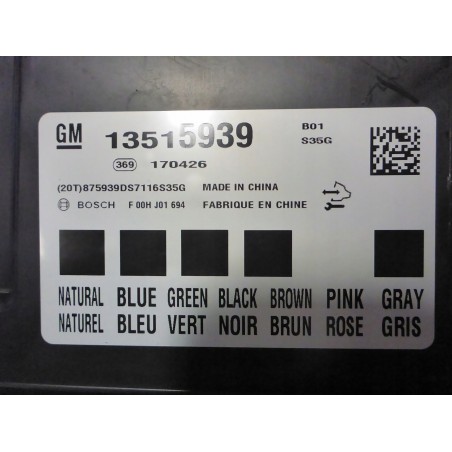 GM 13515939 B01
S35G
369 170426
(20T)875939DS7116S35G MADE IN CHINA
BOSCH F 00H J01 694 FABRIQUE EN CHINE
NATURAL BLUE GREEN BLACK BROWN PINK GRAY
NATUREL BLEU VERT NOIR BRUN ROSE GRIS